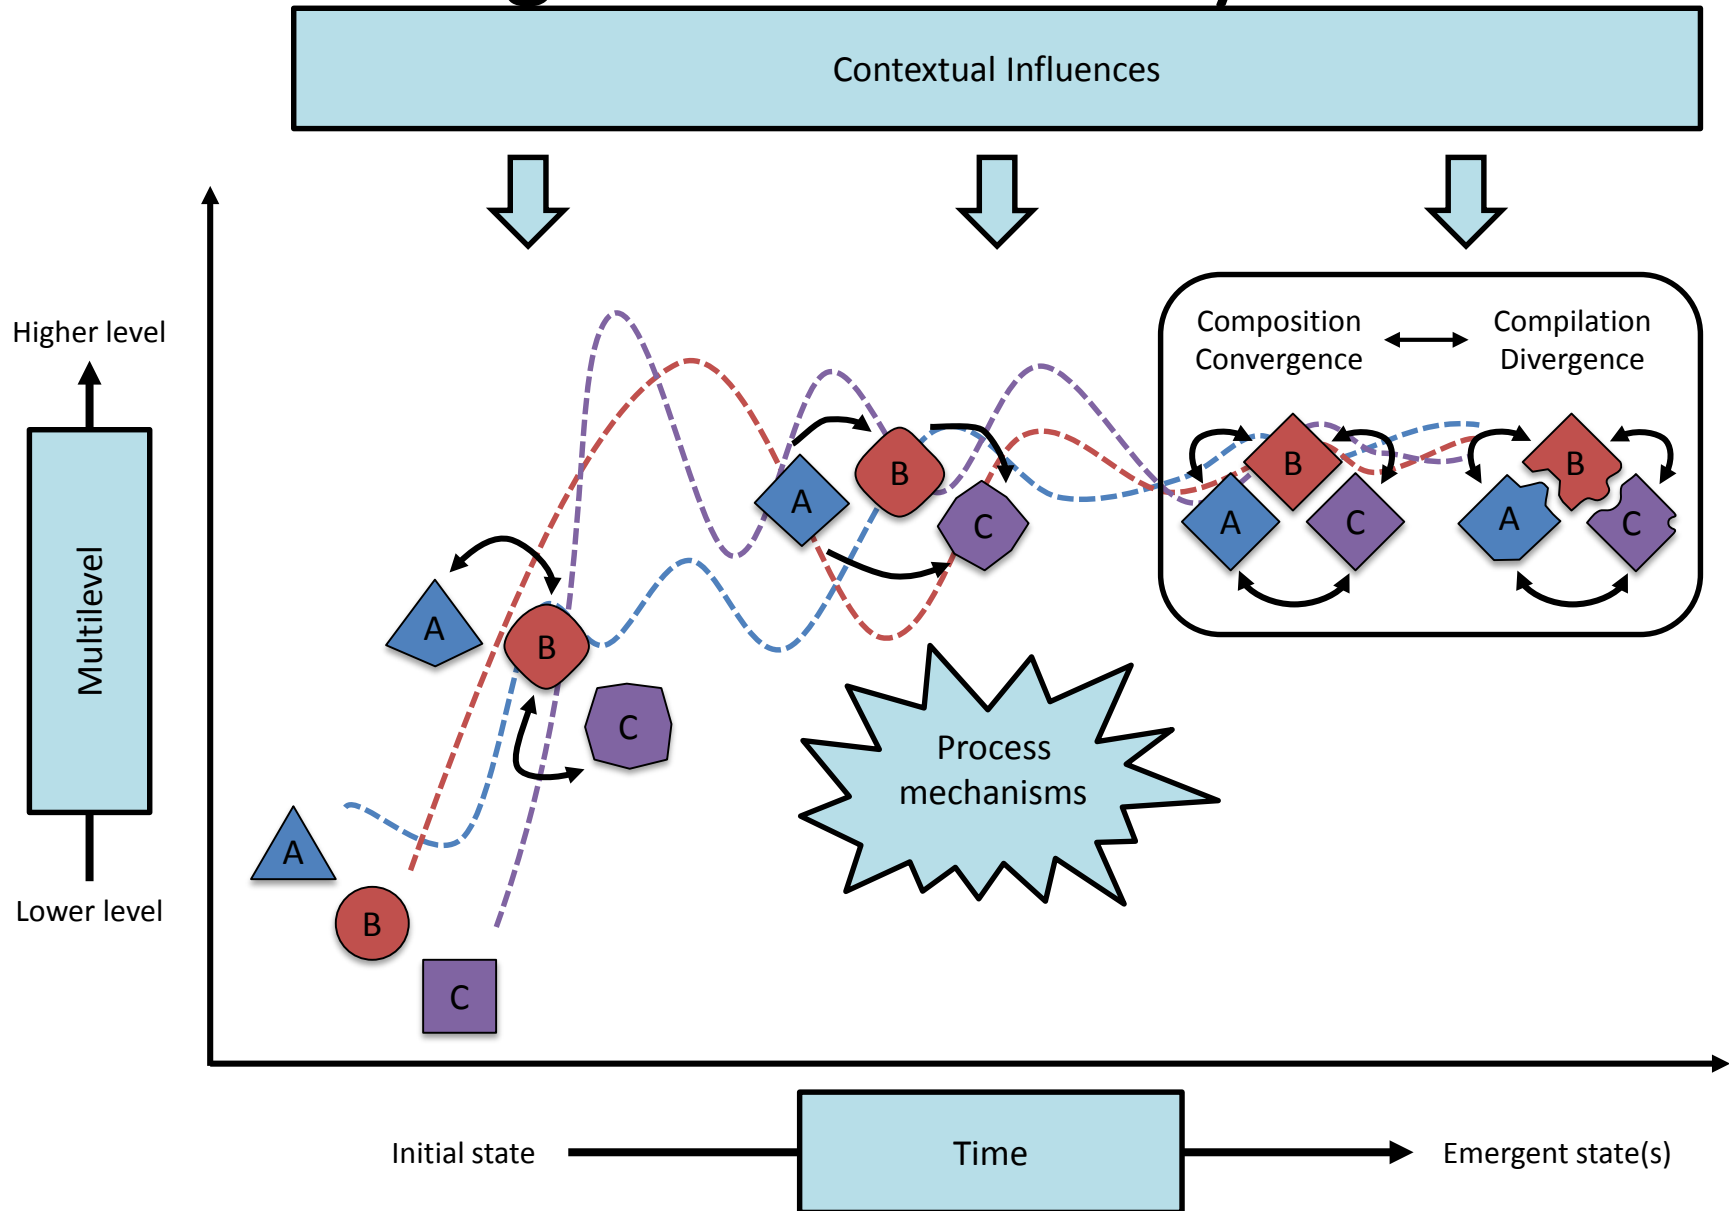 Contextual Influences
Higher level
Multilevel
Lower level
Composition
Convergence
Compilation
Divergence
A
B
C
A
B
C
A
B
C
B
A
C
B
A
C
Process
mechanisms
Initial state
Time
Emergent state(s)